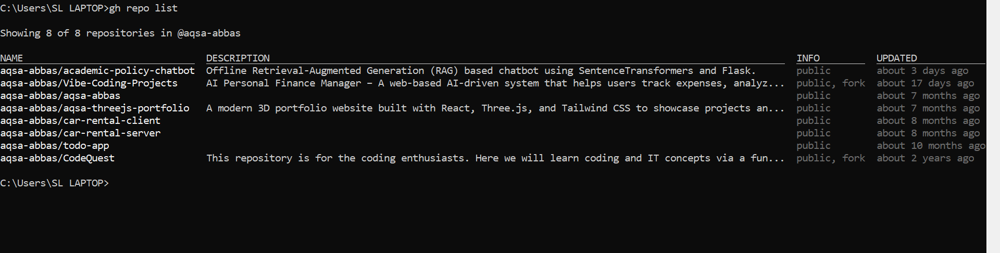 C:\Users\SL LAPTOP>gh repo list
Showing 8 of 8 repositories in @aqsa-abbas
NAME DESCRIPTION INFO UPDATED
aqsa-abbas/academic-policy-chatbot Offline Retrieval-Augmented Generation (RAG) based chatbot using SentenceTransformers and Flask. public about 3 days ago
aqsa-abbas/Vibe-Coding-Projects AI Personal Finance Manager – A web-based AI-driven system that helps users track expenses, analyz... public, fork about 17 days ago
aqsa-abbas/aqsa-abbas public about 7 months ago
aqsa-abbas/aqsa-threejs-portfolio A modern 3D portfolio website built with React, Three.js, and Tailwind CSS to showcase projects an... public about 7 months ago
aqsa-abbas/car-rental-client public about 8 months ago
aqsa-abbas/car-rental-server public about 8 months ago
aqsa-abbas/todo-app public about 10 months ago
aqsa-abbas/CodeQuest This repository is for the coding enthusiasts. Here we will learn coding and IT concepts via a fun... public, fork about 2 years ago
C:\Users\SL LAPTOP>